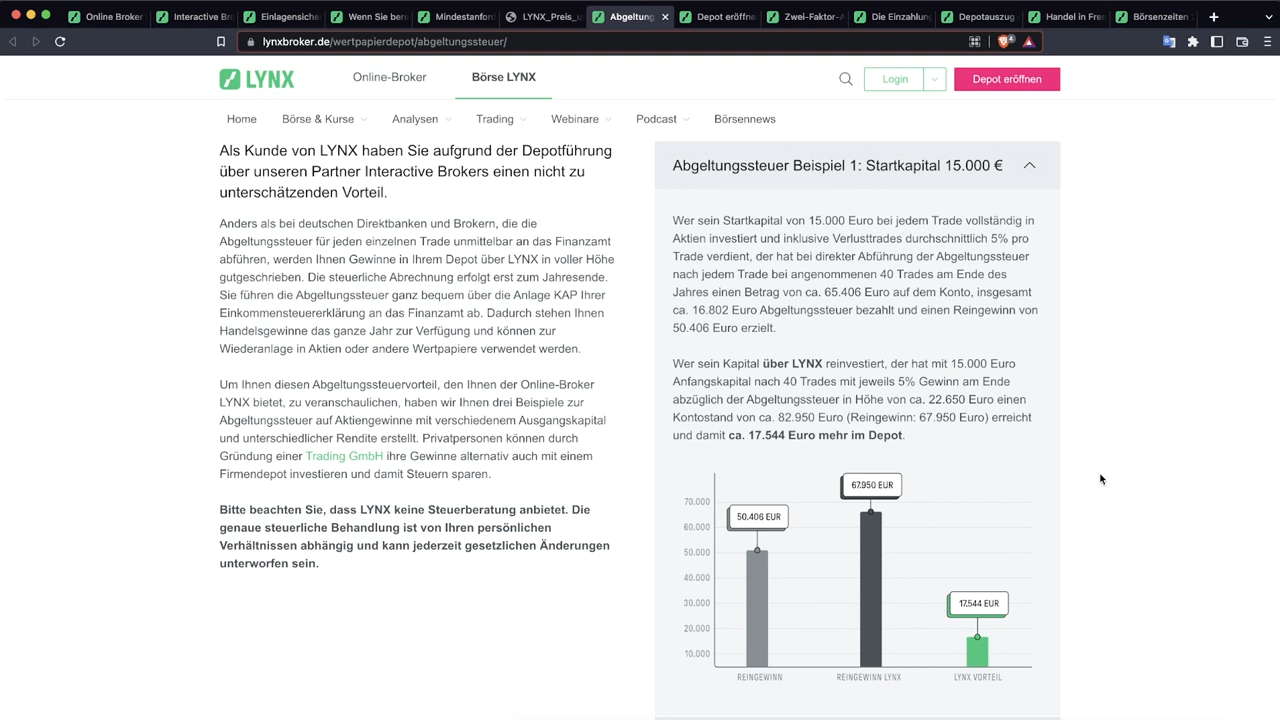 Online Broker
Interactive Br
Einlagensiche
Wenn Sie bere
Mindestanford
LYNX_Preis_u
Abgeltung
Depot eröffne
Zwei-Faktor-A
Die Einzahlung
Depotauszug
Handel in Frem
Börsenzeiten
lynxbroker.de/wertpapierdepot/abgeltungssteuer/
4
LYNX
Online-Broker
Börse LYNX
Login
Depot eröffnen
Home
Börse & Kurse
Analysen
Trading
Webinare
Podcast
Börsennews
Als Kunde von LYNX haben Sie aufgrund der Depotführung
über unseren Partner Interactive Brokers einen nicht zu
unterschätzenden Vorteil.
Anders als bei deutschen Direktbanken und Brokern, die die
Abgeltungssteuer für jeden einzelnen Trade unmittelbar an das Finanzamt
abführen, werden Ihnen Gewinne in Ihrem Depot über LYNX in voller Höhe
gutgeschrieben. Die steuerliche Abrechnung erfolgt erst zum Jahresende.
Sie führen die Abgeltungssteuer ganz bequem über die Anlage KAP Ihrer
Einkommensteuererklärung an das Finanzamt ab. Dadurch stehen Ihnen
Handelsgewinne das ganze Jahr zur Verfügung und können zur
Wiederanlage in Aktien oder andere Wertpapiere verwendet werden.
Um Ihnen diesen Abgeltungssteuervorteil, den Ihnen der Online-Broker
LYNX bietet, zu veranschaulichen, haben wir Ihnen drei Beispiele zur
Abgeltungssteuer auf Aktiengewinne mit verschiedenem Ausgangskapital
und unterschiedlicher Rendite erstellt. Privatpersonen können durch
Gründung einer Trading GmbH ihre Gewinne alternativ auch mit einem
Firmendepot investieren und damit Steuern sparen.
Bitte beachten Sie, dass LYNX keine Steuerberatung anbietet. Die
genaue steuerliche Behandlung ist von Ihren persönlichen
Verhältnissen abhängig und kann jederzeit gesetzlichen Änderungen
unterworfen sein.
Abgeltungssteuer Beispiel 1: Startkapital 15.000 €
Wer sein Startkapital von 15.000 Euro bei jedem Trade vollständig in
Aktien investiert und inklusive Verlusttrades durchschnittlich 5% pro
Trade verdient, der hat bei direkter Abführung der Abgeltungssteuer
nach jedem Trade bei angenommenen 40 Trades am Ende des
Jahres einen Betrag von ca. 65.406 Euro auf dem Konto, insgesamt
ca. 16.802 Euro Abgeltungssteuer bezahlt und einen Reingewinn von
50.406 Euro erzielt.
Wer sein Kapital über LYNX reinvestiert, der hat mit 15.000 Euro
Anfangskapital nach 40 Trades mit jeweils 5% Gewinn am Ende
abzüglich der Abgeltungssteuer in Höhe von ca. 22.650 Euro einen
Kontostand von ca. 82.950 Euro (Reingewinn: 67.950 Euro) erreicht
und damit ca. 17.544 Euro mehr im Depot.
67.950 EUR
70.000
50.406 EUR
60.000
50.000
40.000
30.000
17.544 EUR
20.000
10.000
REINGEWINN
REINGEWINN LYNX
LYNX VORTEIL